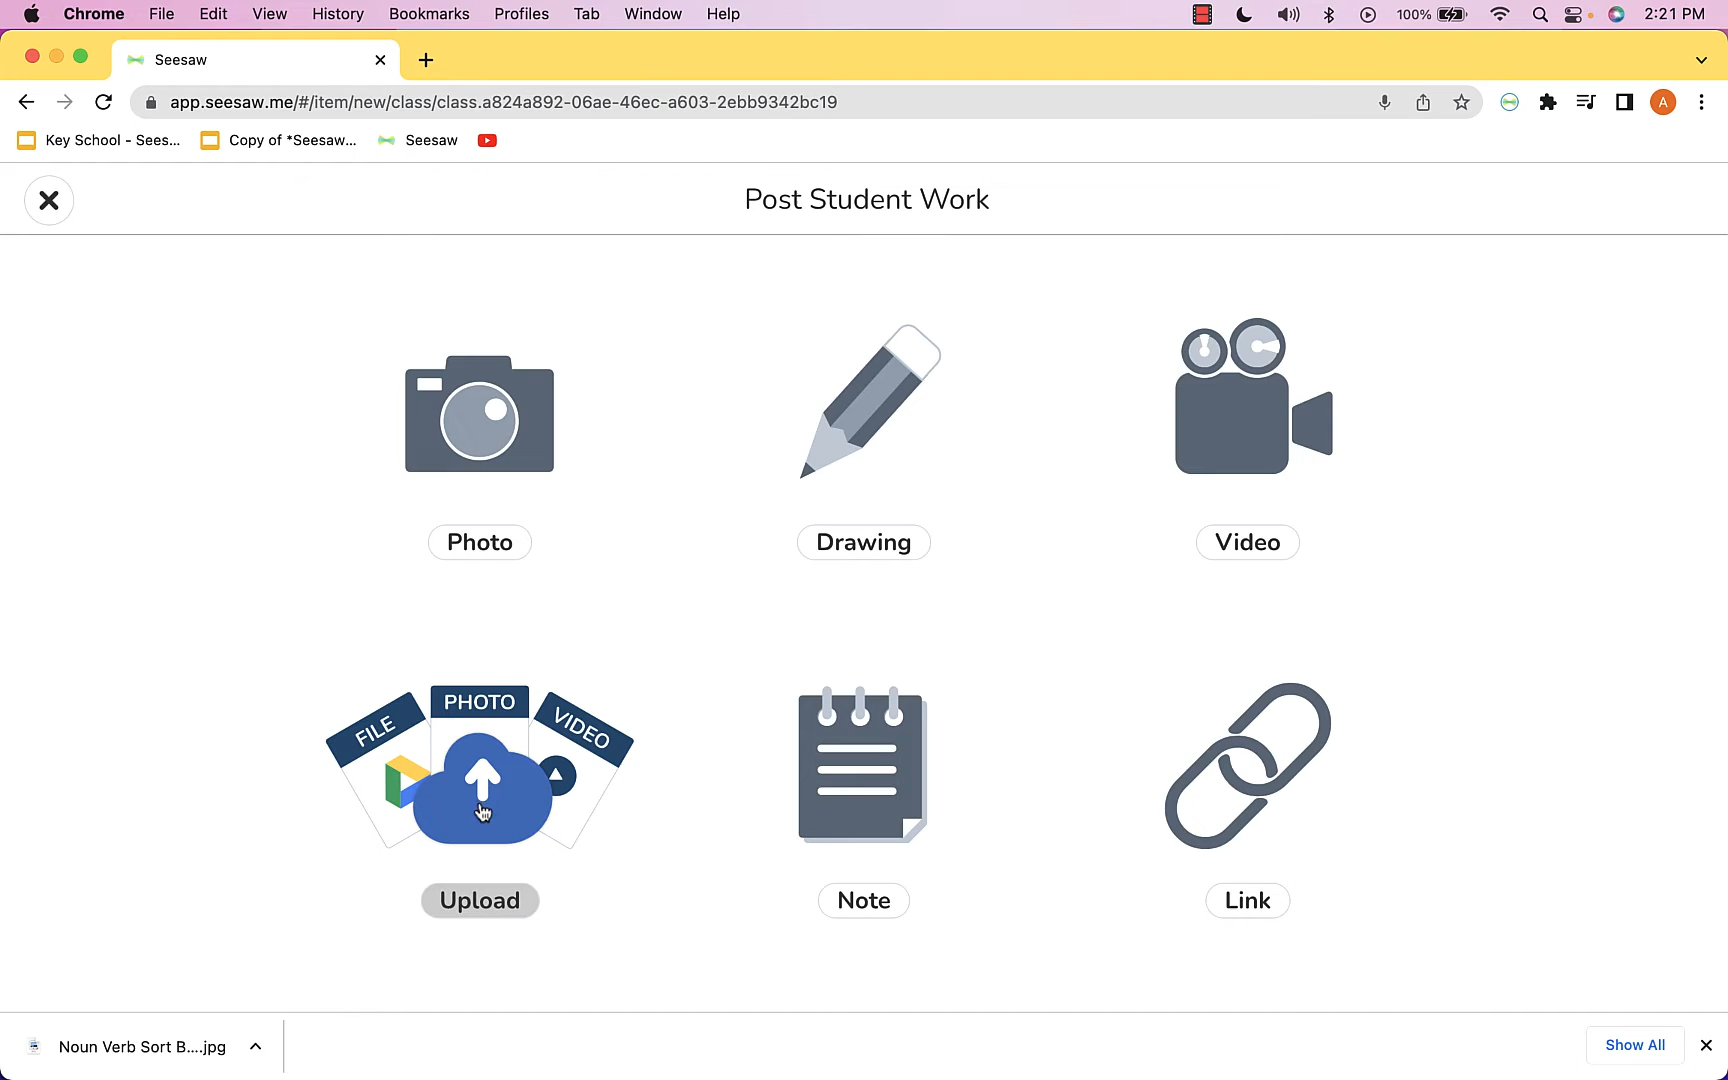 Chrome File Edit View History Bookmarks Profiles Tab Window Help 100% 2:21 PM
Seesaw
app.seesaw.me/#/item/new/class/class.a824a892-06ae-46ec-a603-2ebb9342bc19 A
Key School - Sees... Copy of *Seesaw... Seesaw
Post Student Work
Photo Drawing Video
FILE PHOTO VIDEO
Upload Note Link
Noun Verb Sort B....jpg Show All